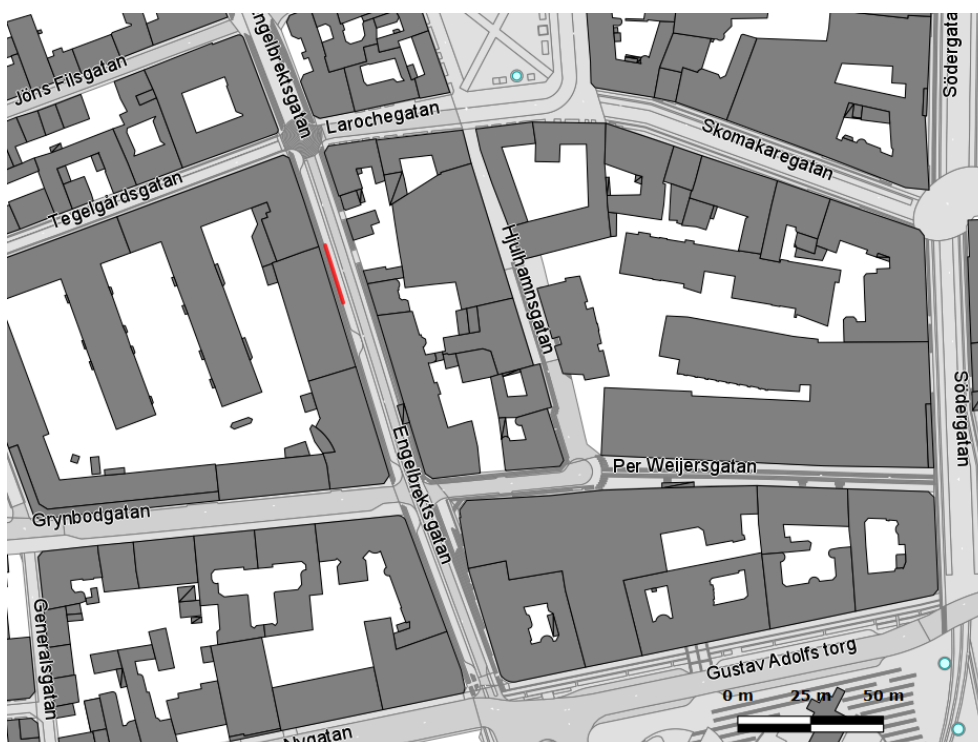 Engelbrektsgatan
Södergatan
Jöns Filsgatan
Larochegatan
Skomakaregatan
Tegelgårdsgatan
Hjulhamnsgatan
Södergatan
Engelbrektsgatan
Per Weijersgatan
Grynbodgatan
Generalsgatan
Gustav Adolfs torg
0 m 25 m 50 m
Nygatan